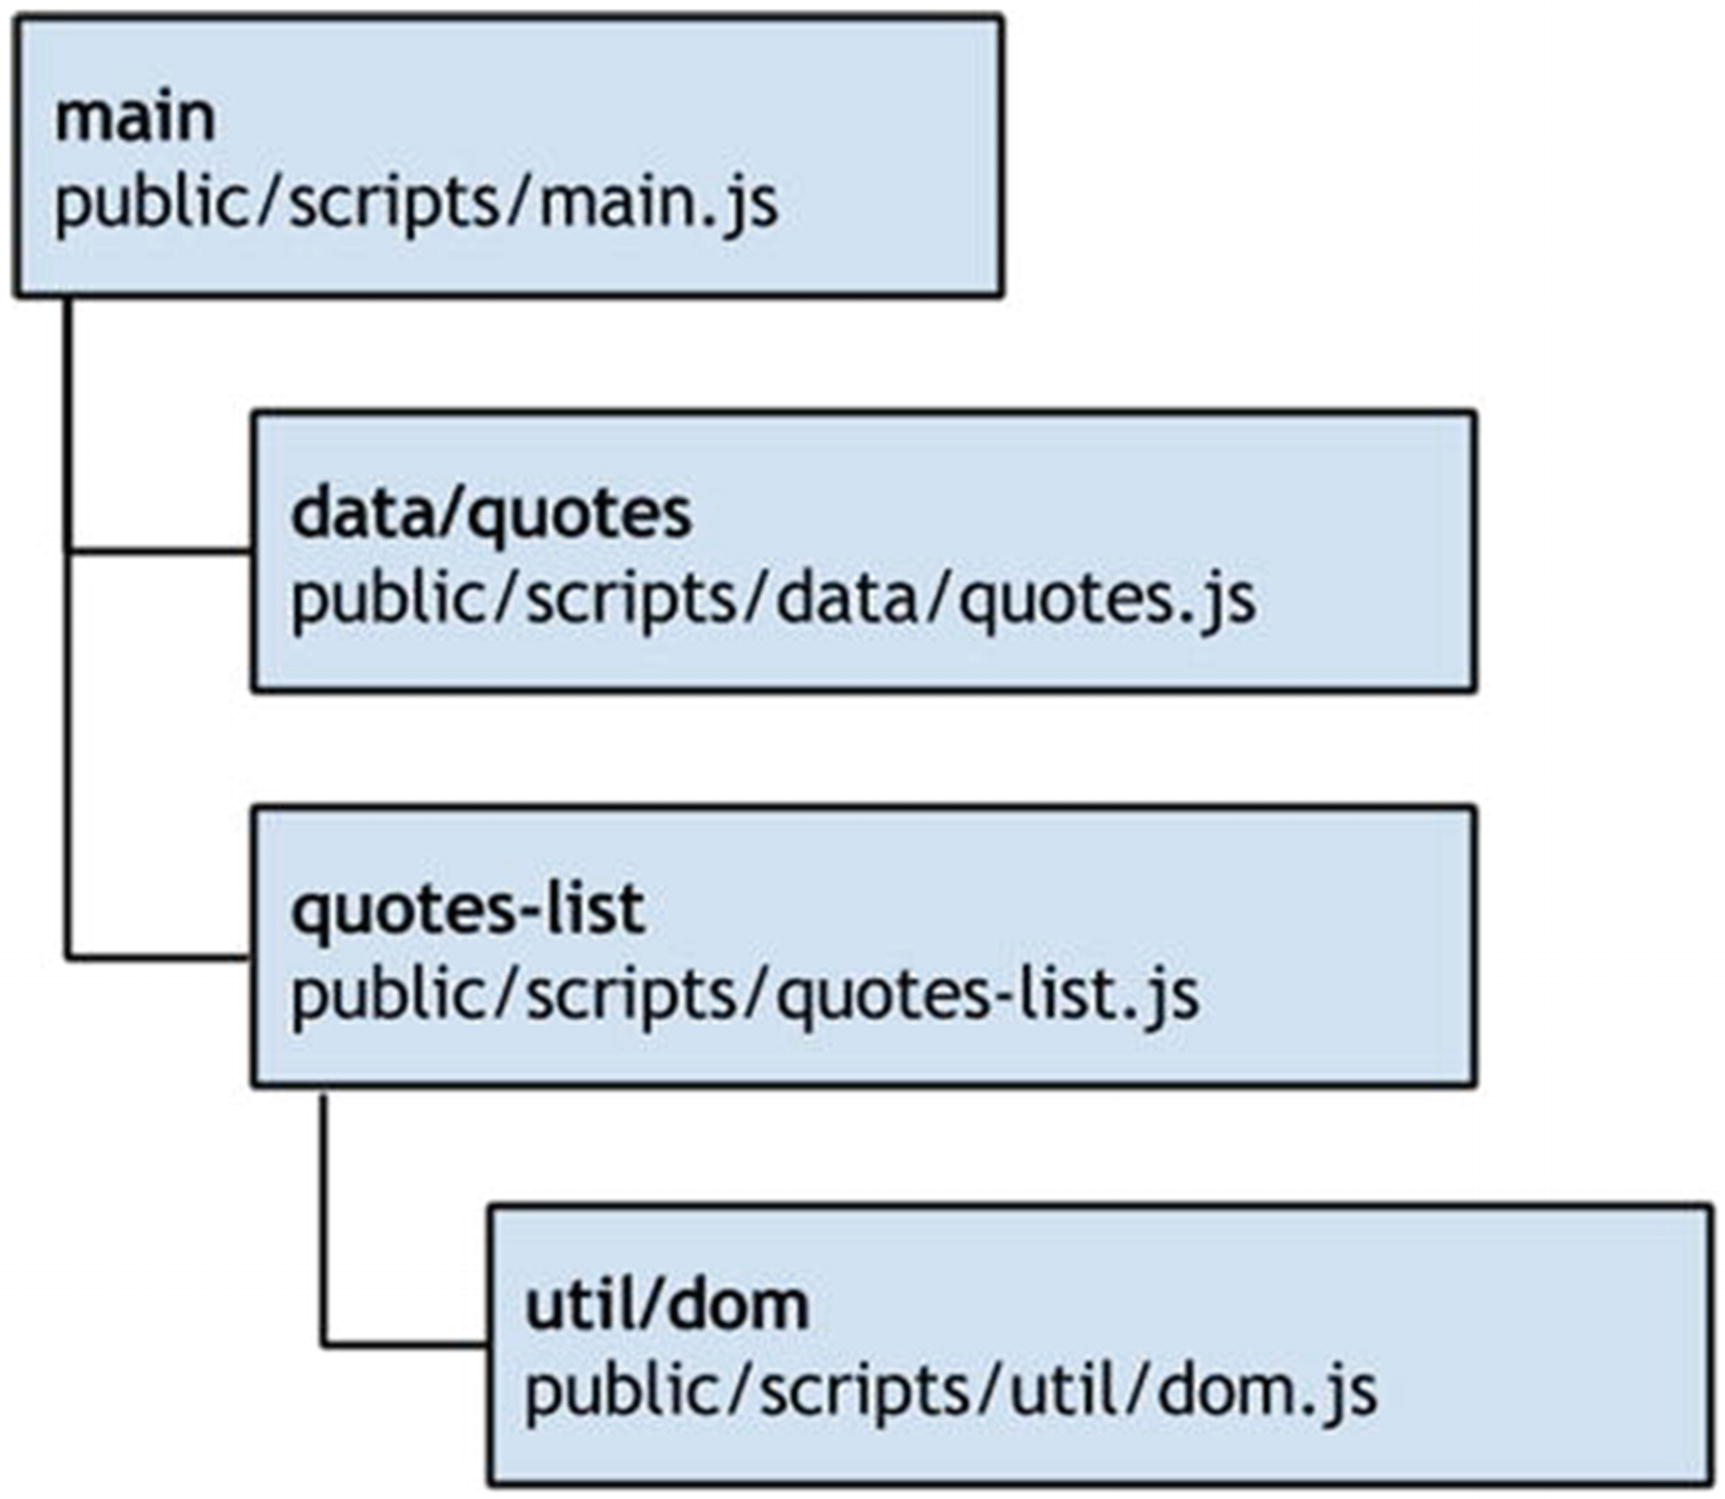 main
public/scripts/main.js
data/quotes
public/scripts/data/quotes.js
quotes-list
public/scripts/quotes-list.js
util/dom
public/scripts/util/dom.js